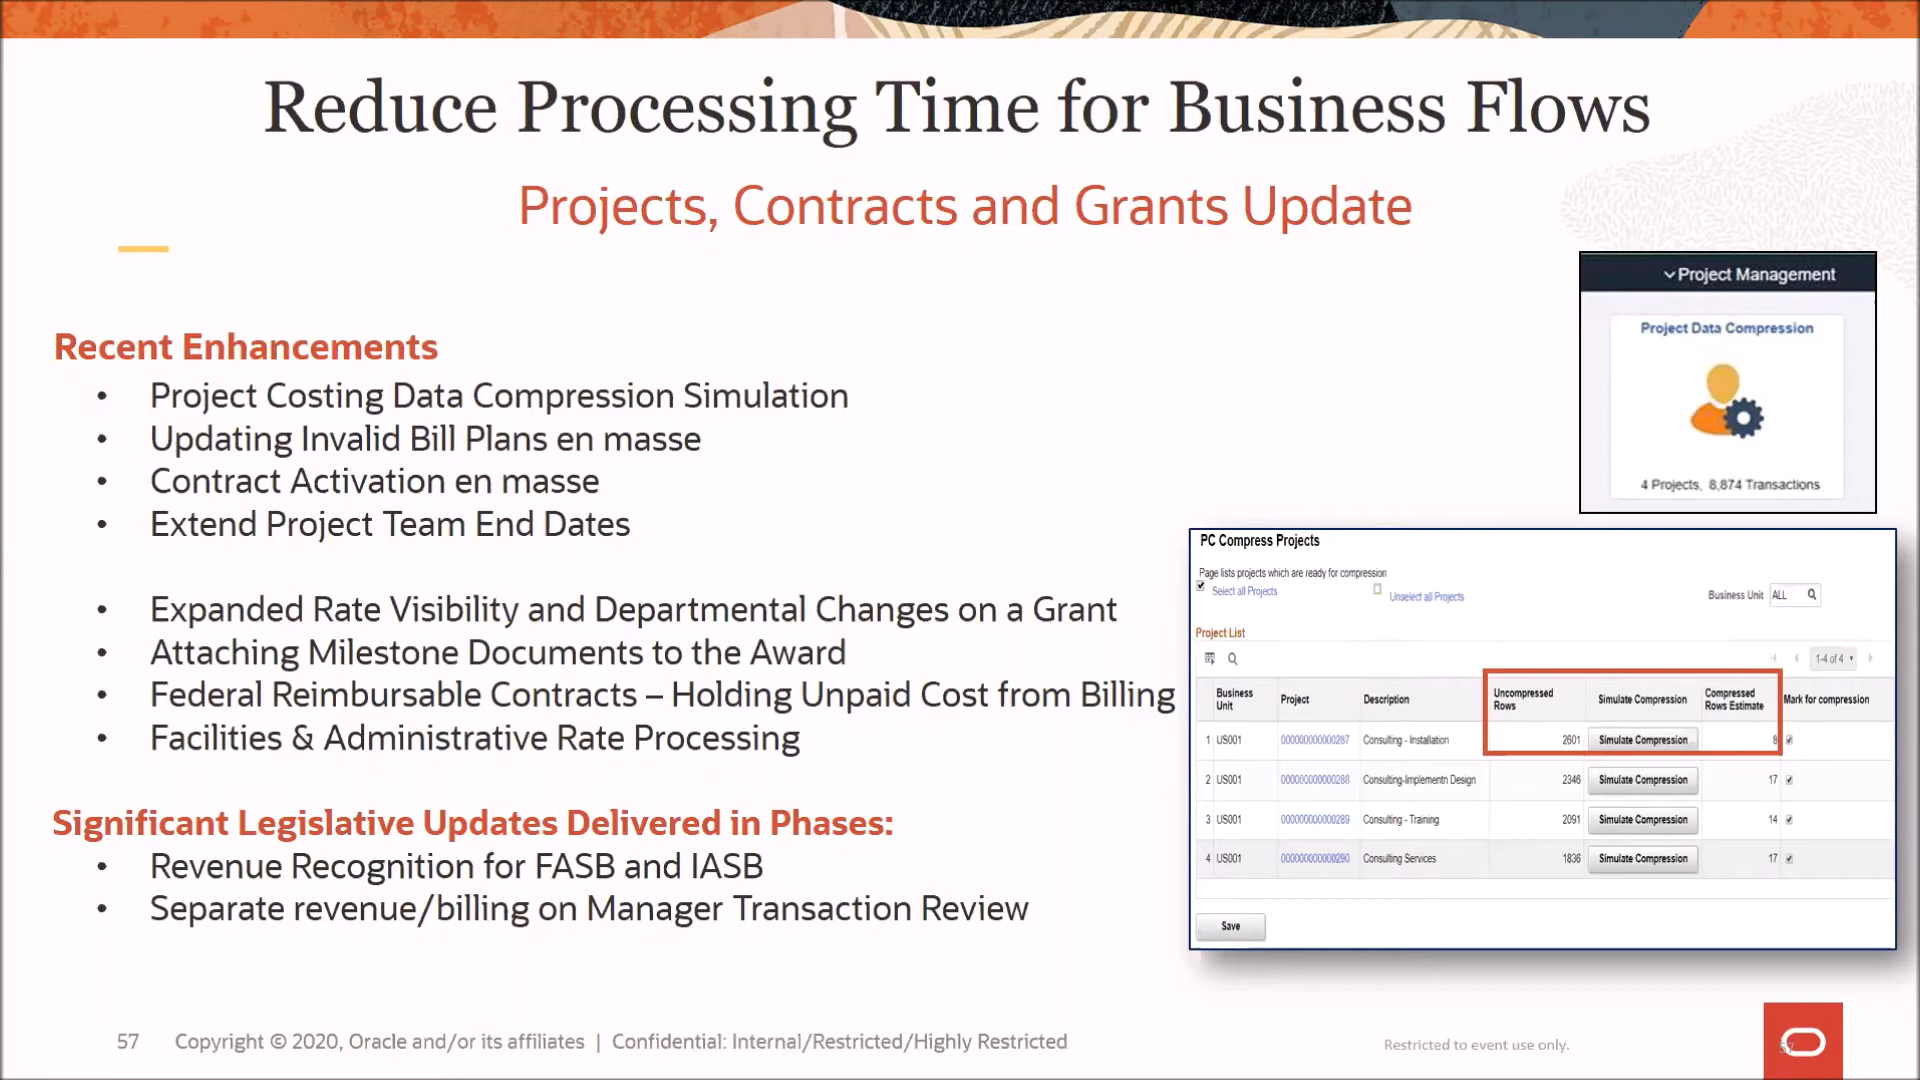 Reduce Processing Time for Business Flows
Projects, Contracts and Grants Update
Recent Enhancements
• Project Costing Data Compression Simulation
• Updating Invalid Bill Plans en masse
• Contract Activation en masse
• Extend Project Team End Dates
• Expanded Rate Visibility and Departmental Changes on a Grant
• Attaching Milestone Documents to the Award
• Federal Reimbursable Contracts – Holding Unpaid Cost from Billing
• Facilities & Administrative Rate Processing
Significant Legislative Updates Delivered in Phases:
• Revenue Recognition for FASB and IASB
• Separate revenue/billing on Manager Transaction Review
Project Management
Project Data Compression
4 Projects, 8,874 Transactions
PC Compress Projects
Page lists projects which are ready for compression
Select all Projects Unselect all Projects Business Unit ALL
Project List
1-4 of 4
Business Unit Project Description Uncompressed Rows Simulate Compression Compressed Rows Estimate Mark for compression
1 US001 000000000000287 Consulting - Installation 2601 Simulate Compression 8
2 US001 000000000000288 Consulting-Implementn Design 2346 Simulate Compression 17
3 US001 000000000000289 Consulting - Training 2091 Simulate Compression 14
4 US001 000000000000290 Consulting Services 1836 Simulate Compression 17
Save
57 Copyright © 2020, Oracle and/or its affiliates | Confidential: Internal/Restricted/Highly Restricted
Restricted to event use only.
57